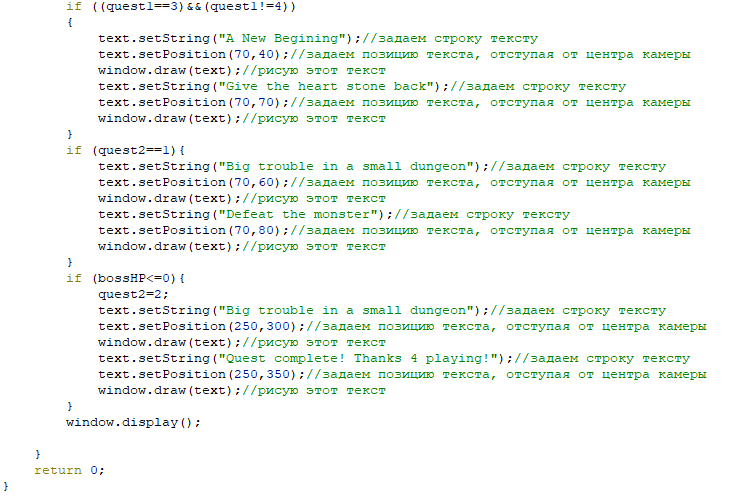 if ((quest1==3)&&(quest1!=4))
{
text.setString("A New Begining");//задаем строку тексту
text.setPosition(70,40);//задаем позицию текста, отступая от центра камеры
window.draw(text);//рисую этот текст
text.setString("Give the heart stone back");//задаем строку тексту
text.setPosition(70,70);//задаем позицию текста, отступая от центра камеры
window.draw(text);//рисую этот текст
}
if (quest2==1){
text.setString("Big trouble in a small dungeon");//задаем строку тексту
text.setPosition(70,60);//задаем позицию текста, отступая от центра камеры
window.draw(text);//рисую этот текст
text.setString("Defeat the monster");//задаем строку тексту
text.setPosition(70,80);//задаем позицию текста, отступая от центра камеры
window.draw(text);//рисую этот текст
}
if (bossHP<=0){
quest2=2;
text.setString("Big trouble in a small dungeon");//задаем строку тексту
text.setPosition(250,300);//задаем позицию текста, отступая от центра камеры
window.draw(text);//рисую этот текст
text.setString("Quest complete! Thanks 4 playing!");//задаем строку тексту
text.setPosition(250,350);//задаем позицию текста, отступая от центра камеры
window.draw(text);//рисую этот текст
}
window.display();
}
return 0;
}